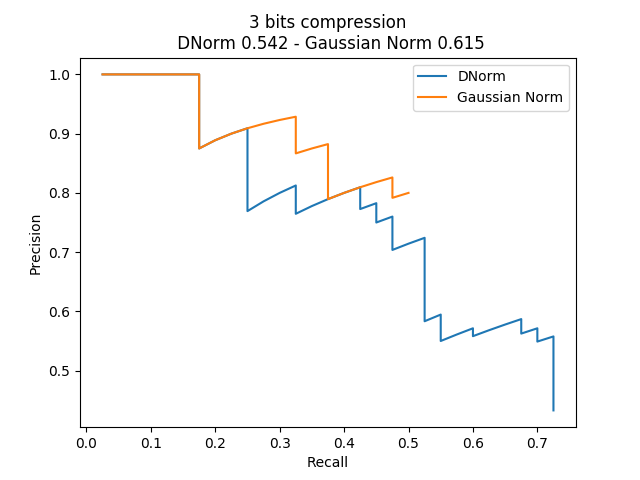 3 bits compression
DNorm 0.542 - Gaussian Norm 0.615
DNorm
Gaussian Norm
1.0
0.9
0.8
0.7
0.6
0.5
Precision
0.0 0.1 0.2 0.3 0.4 0.5 0.6 0.7
Recall